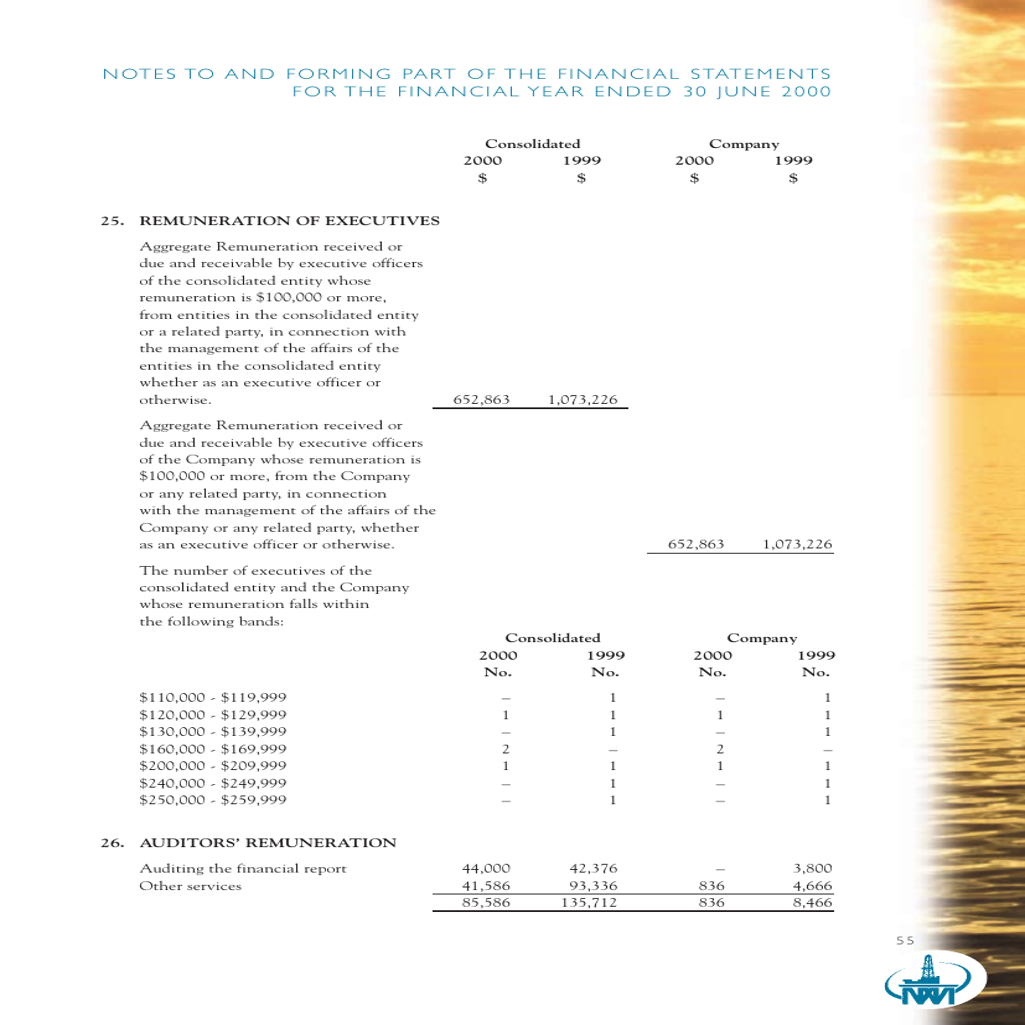 NOTES TO AND FORMING PART OF THE FINANCIAL STATEMENTS
FOR THE FINANCIAL YEAR ENDED 30 JUNE 2000
Consolidated Company
2000 1999 2000 1999
$ $ $ $
25. REMUNERATION OF EXECUTIVES
Aggregate Remuneration received or
due and receivable by executive officers
of the consolidated entity whose
remuneration is $100,000 or more,
from entities in the consolidated entity
or a related party, in connection with
the management of the affairs of the
entities in the consolidated entity
whether as an executive officer or
otherwise. 652,863 1,073,226
Aggregate Remuneration received or
due and receivable by executive officers
of the Company whose remuneration is
$100,000 or more, from the Company
or any related party, in connection
with the management of the affairs of the
Company or any related party, whether
as an executive officer or otherwise. 652,863 1,073,226
The number of executives of the
consolidated entity and the Company
whose remuneration falls within
the following bands:
Consolidated Company
2000 1999 2000 1999
No. No. No. No.
$110,000 - $119,999 – 1 – 1
$120,000 - $129,999 1 1 1 1
$130,000 - $139,999 – 1 – 1
$160,000 - $169,999 2 – 2 –
$200,000 - $209,999 1 1 1 1
$240,000 - $249,999 – 1 – 1
$250,000 - $259,999 – 1 – 1
26. AUDITORS' REMUNERATION
Auditing the financial report 44,000 42,376 – 3,800
Other services 41,586 93,336 836 4,666
85,586 135,712 836 8,466
55